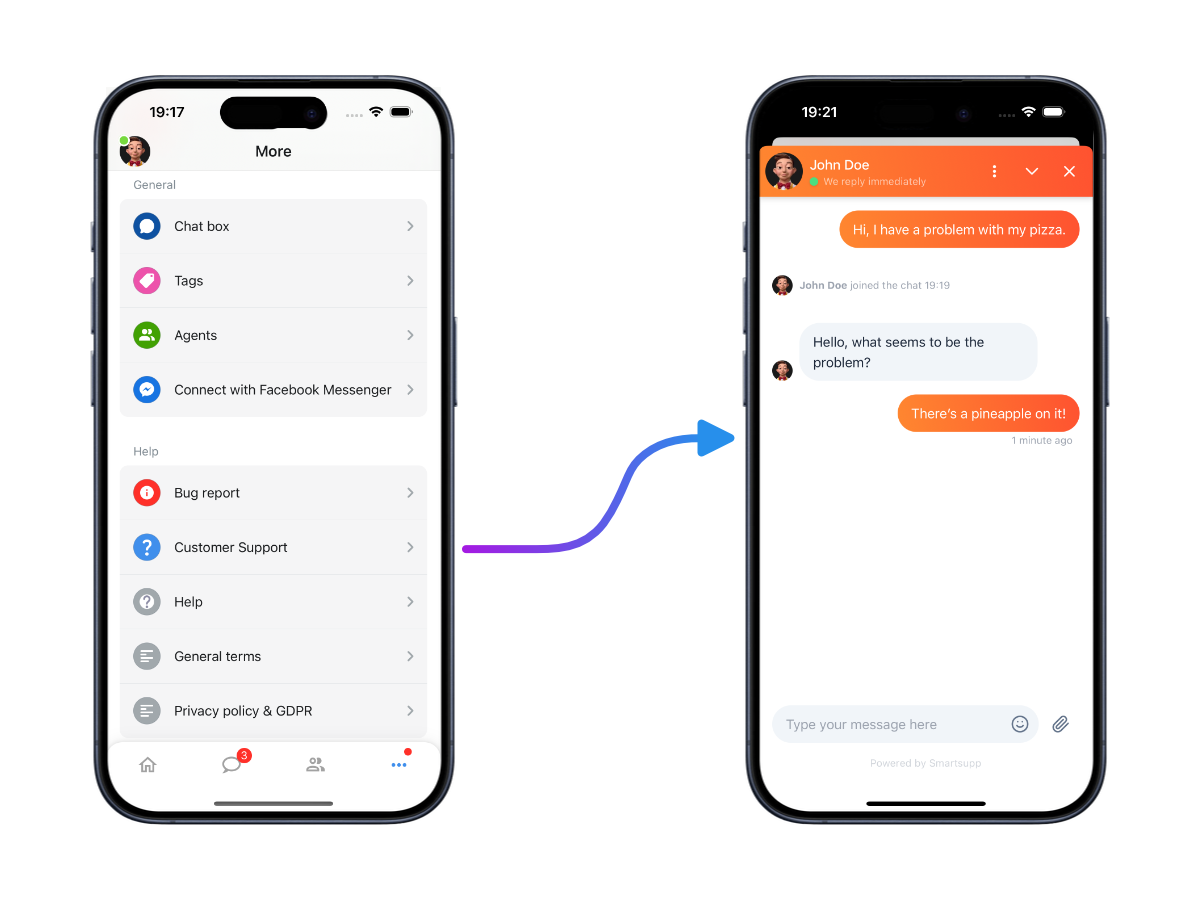 19:17
More
General
Chat box
Tags
Agents
Connect with Facebook Messenger
Help
Bug report
Customer Support
Help
General terms
Privacy policy & GDPR
3
19:21
John Doe
We reply immediately
Hi, I have a problem with my pizza.
John Doe joined the chat 19:19
Hello, what seems to be the
problem?
There's a pineapple on it!
1 minute ago
Type your message here
Powered by Smartsupp